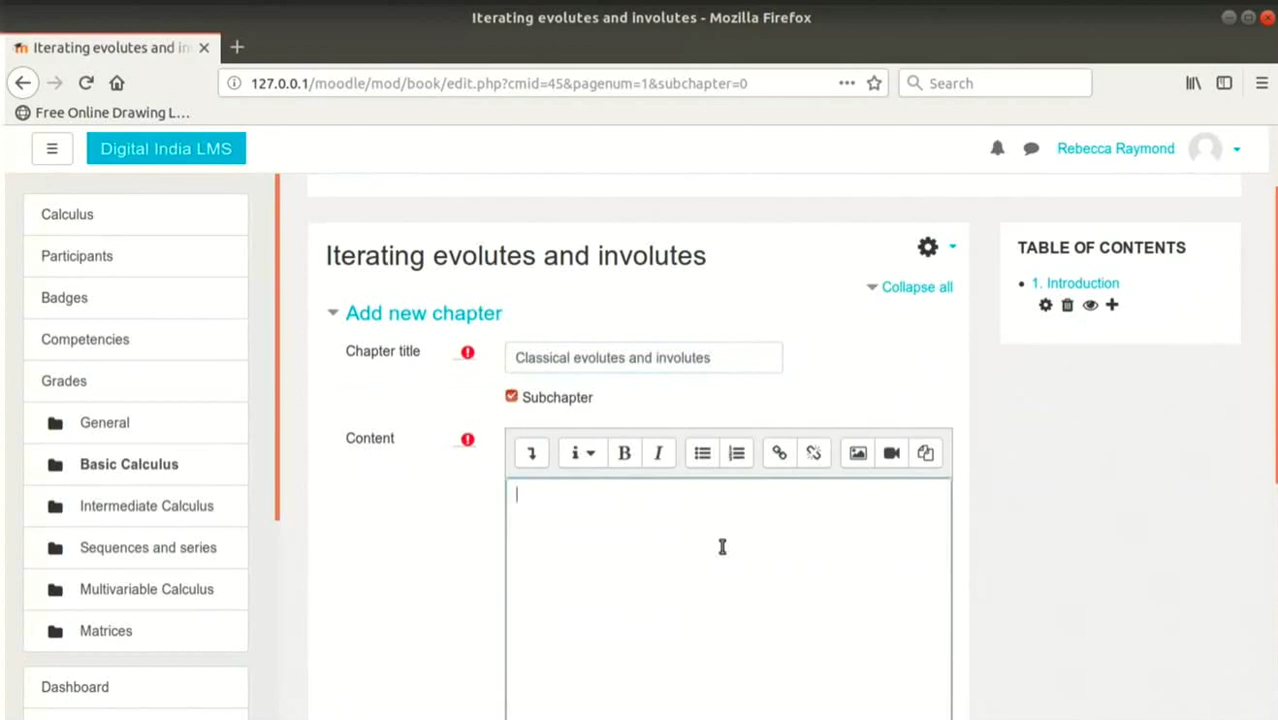 Iterating evolutes and involutes - Mozilla Firefox
Iterating evolutes and in
127.0.0.1/moodle/mod/book/edit.php?cmid=45&pagenum=1&subchapter=0
Search
Free Online Drawing L...
Digital India LMS
Rebecca Raymond
Calculus
Participants
Badges
Competencies
Grades
General
Basic Calculus
Intermediate Calculus
Sequences and series
Multivariable Calculus
Matrices
Dashboard
Iterating evolutes and involutes
Collapse all
Add new chapter
Chapter title
Classical evolutes and involutes
Subchapter
Content
i
B
I
TABLE OF CONTENTS
1. Introduction